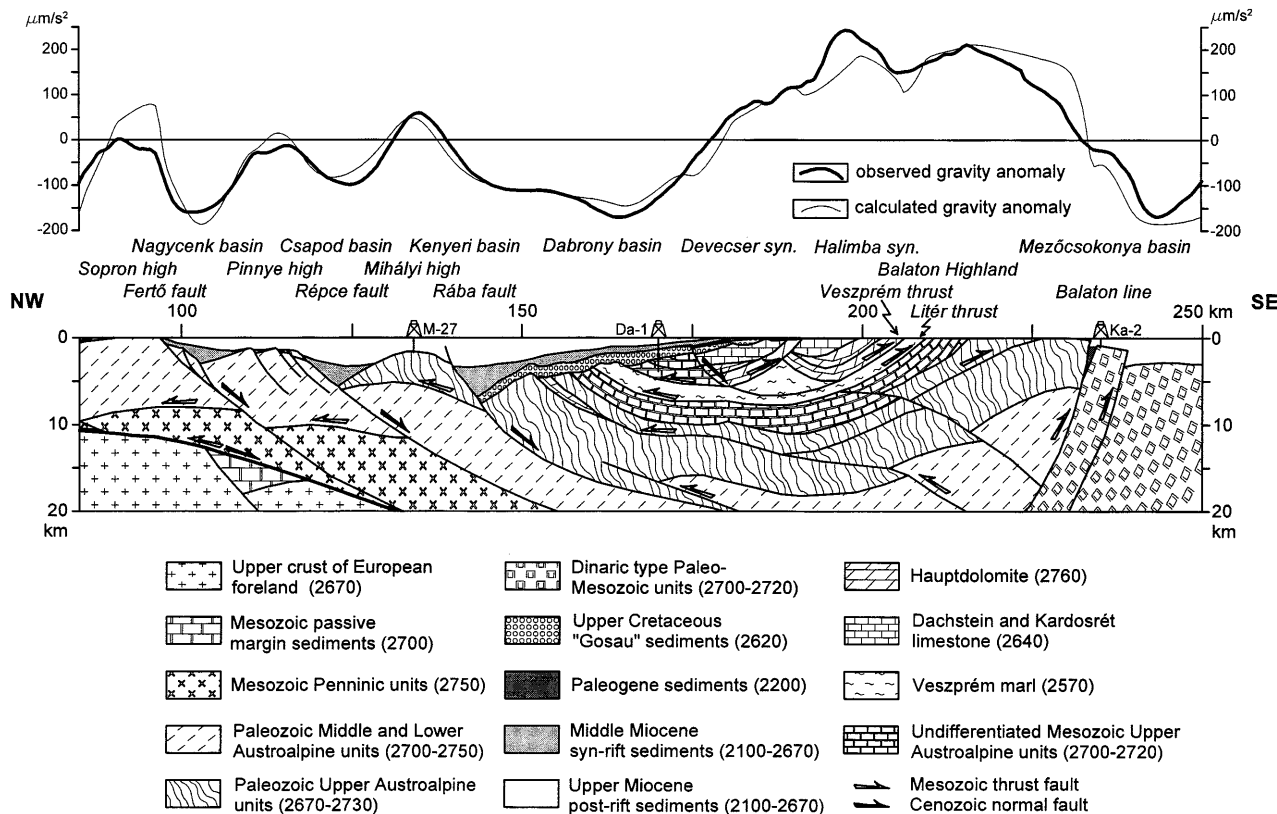 μm/s²
μm/s²
200
200
100
100
0
0
-100
-100
-200
-200
observed gravity anomaly
calculated gravity anomaly
Nagycenk basin Csapod basin Kenyeri basin Dabrony basin Devecser syn. Halimba syn. Mezőcsokonya basin
Sopron high Pinnye high Mihályi high Balaton Highland
Fertő fault Répce fault Rába fault Veszprém thrust Balaton line
NW 100 150 200 Litér thrust 250 km SE
0 M-27 Da-1 Ka-2 0
10 10
20 20
km km
Upper crust of European
foreland (2670)
Mesozoic passive
margin sediments (2700)
Mesozoic Penninic units (2750)
Paleozoic Middle and Lower
Austroalpine units (2700-2750)
Paleozoic Upper Austroalpine
units (2670-2730)
Dinaric type Paleo-
Mesozoic units (2700-2720)
Upper Cretaceous
"Gosau" sediments (2620)
Paleogene sediments (2200)
Middle Miocene
syn-rift sediments (2100-2670)
Upper Miocene
post-rift sediments (2100-2670)
Hauptdolomite (2760)
Dachstein and Kardosrét
limestone (2640)
Veszprém marl (2570)
Undifferentiated Mesozoic Upper
Austroalpine units (2700-2720)
Mesozoic thrust fault
Cenozoic normal fault